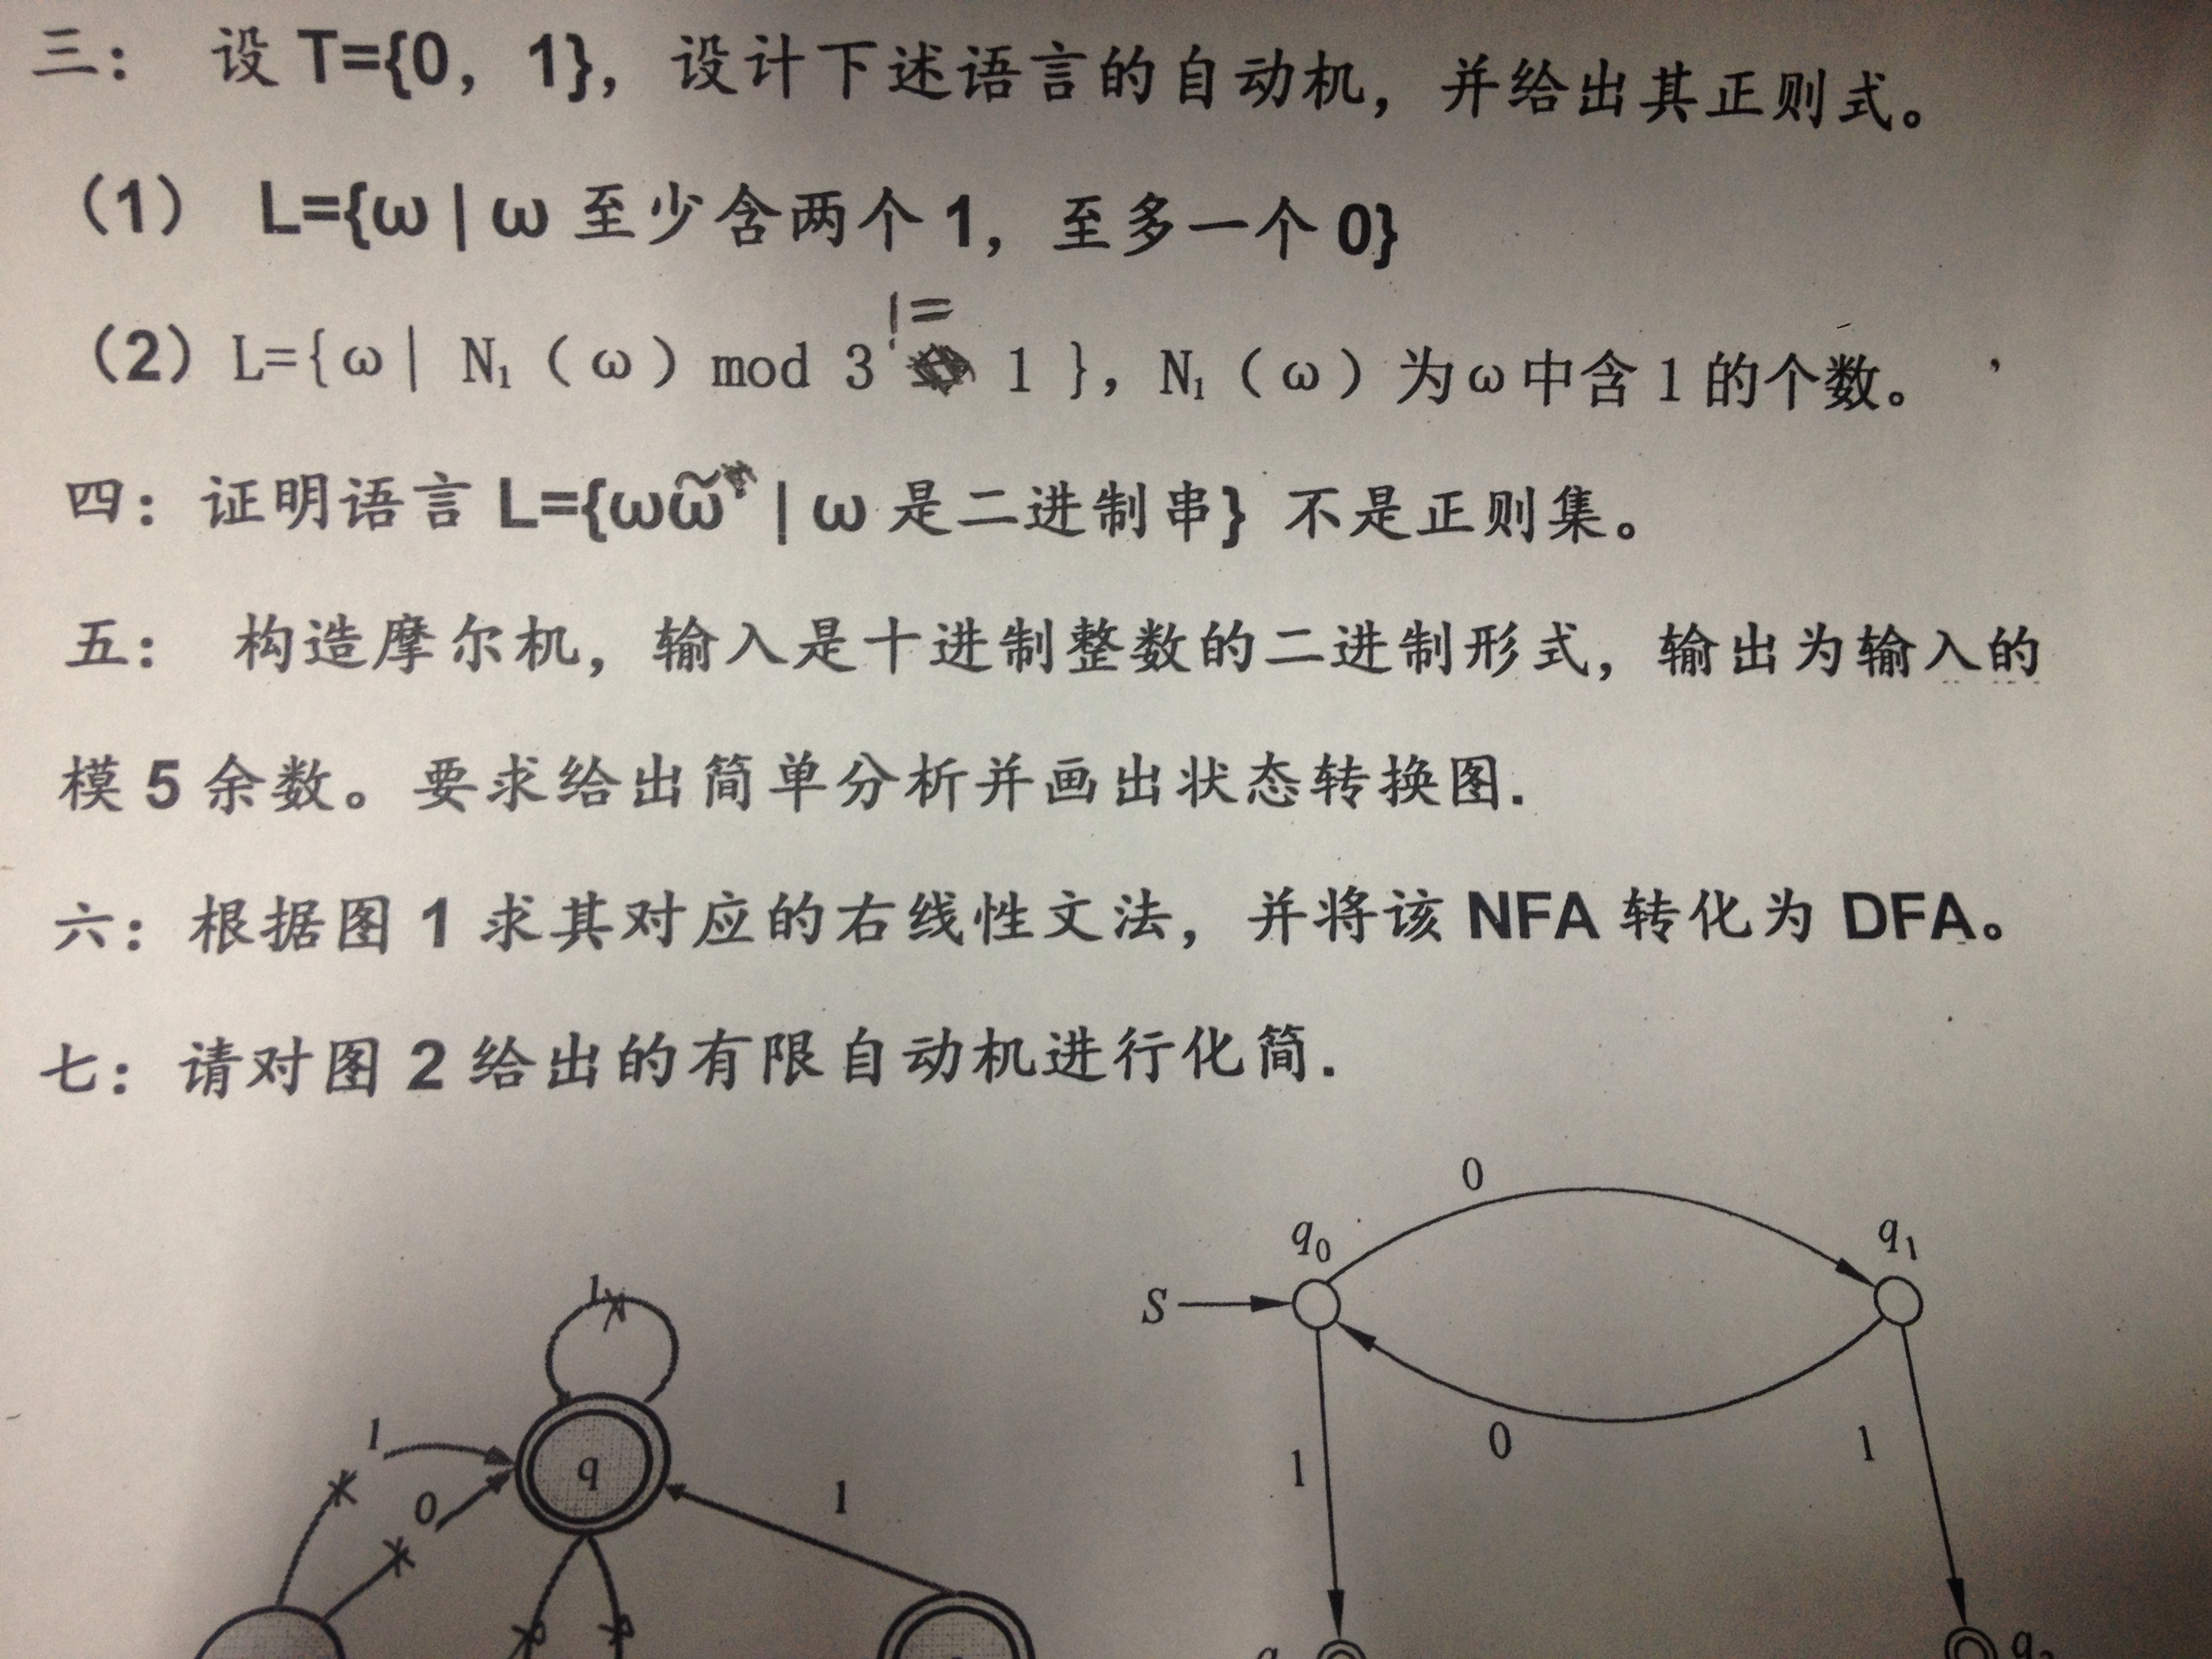 三： 设 T={0，1}，设计下述语言的自动机，并给出其正则式。
（1） L={ω | ω 至少含两个 1，至多一个 0}
（2）L={ω| N₁（ω）mod 3 != 1 }，N₁（ω）为ω中含 1 的个数。
四：证明语言 L={ωω̃ | ω 是二进制串} 不是正则集。
五： 构造摩尔机，输入是十进制整数的二进制形式，输出为输入的
模 5 余数。要求给出简单分析并画出状态转换图.
六：根据图 1 求其对应的右线性文法，并将该 NFA 转化为 DFA。
七：请对图 2 给出的有限自动机进行化简.
0
q₀ q₁
S
1
1
q
0
1
0
1
1